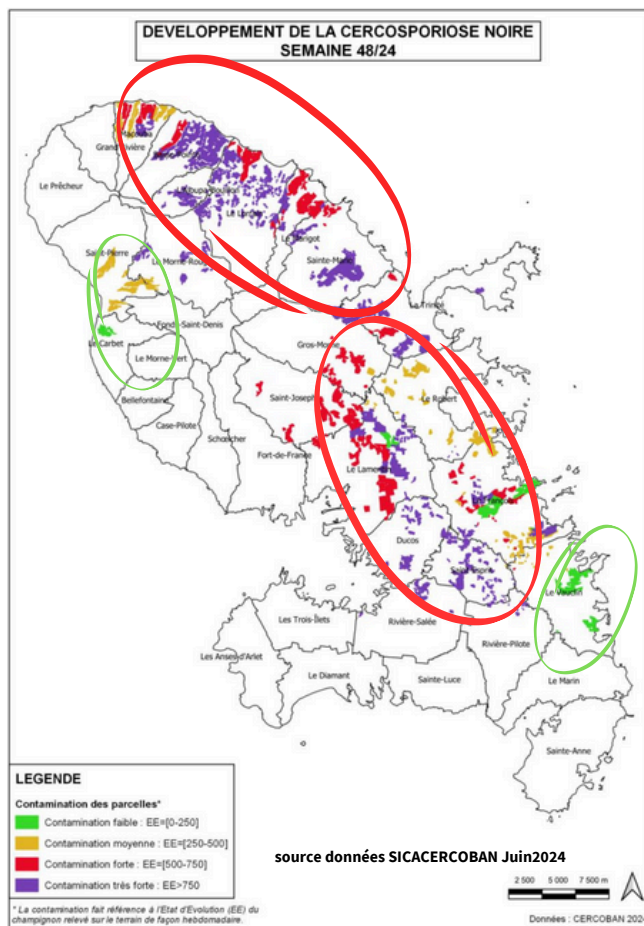 DEVELOPPEMENT DE LA CERCOSPORIOSE NOIRE
SEMAINE 48/24
Macouba
Grand-Rivière
Basse-Pointe
Le Prêcheur
Le Lorrain
Le Marigot
Saint-Pierre
Le Morne-Rouge
Sainte-Marie
La Trinité
Fonds-Saint-Denis
Le Carbet
Gros-Morne
Le Morne-Vert
Le Robert
Bellefontaine
Saint-Joseph
Case-Pilote
Schœlcher
Fort-de-France
Le Lamentin
Le François
Ducos
Saint-Esprit
Le Vauclin
Les Trois-Îlets
Rivière-Salée
Rivière-Pilote
Les Anses-d'Arlet
Le Diamant
Sainte-Luce
Le Marin
Sainte-Anne
LEGENDE
Contamination des parcelles*
Contamination faible : EE=[0-250]
Contamination moyenne : EE=[250-500]
Contamination forte : EE=[500-750]
Contamination très forte : EE>750
source données SICACERCOBAN Juin2024
2 500 5 000 7 500 m
* La contamination fait référence à l'Etat d'Evolution (EE) du
champignon relevé sur le terrain de façon hebdomadaire.
Données : CERCOBAN 202